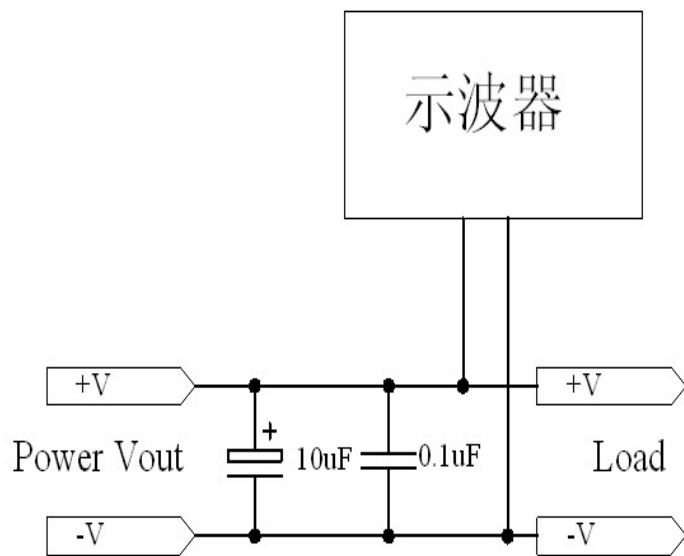 示波器
+V
+V
+
Power Vout
10uF
0.1uF
Load
-V
-V